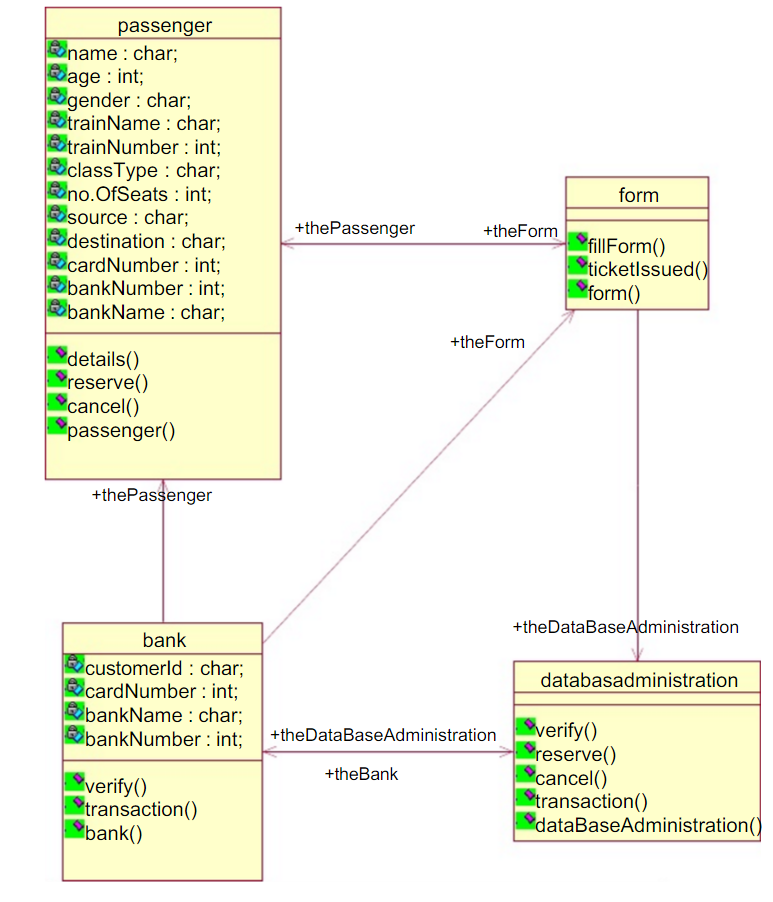 passenger
name : char;
age : int;
gender : char;
trainName : char;
trainNumber : int;
classType : char;
no.OfSeats : int;
source : char;
destination : char;
cardNumber : int;
bankNumber : int;
bankName : char;
details()
reserve()
cancel()
passenger()
+thePassenger
+theForm
form
fillForm()
ticketIssued()
form()
+theForm
+thePassenger
bank
customerId : char;
cardNumber : int;
bankName : char;
bankNumber : int;
verify()
transaction()
bank()
+theDataBaseAdministration
+theBank
+theDataBaseAdministration
databasadministration
verify()
reserve()
cancel()
transaction()
dataBaseAdministration()